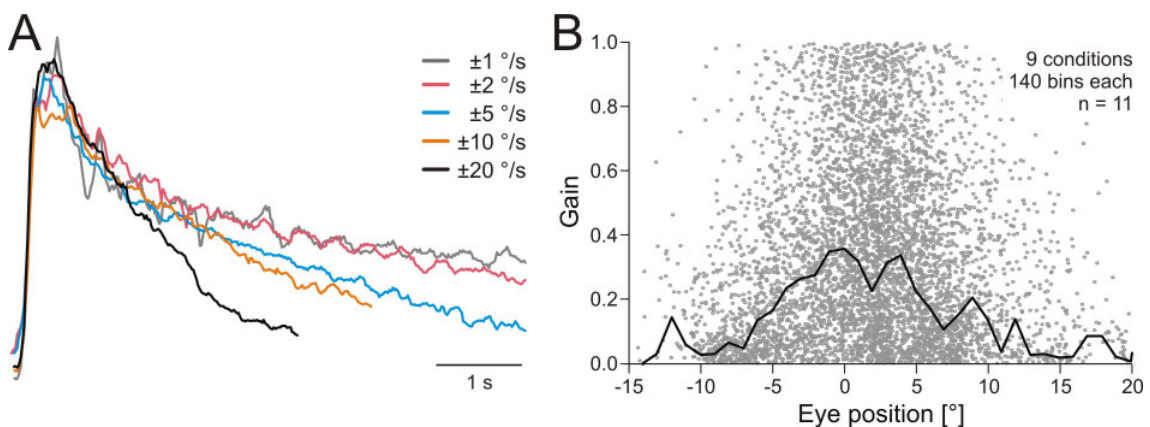 A
±1 °/s
±2 °/s
±5 °/s
±10 °/s
±20 °/s
1 s
B
1.0
0.8
0.6
0.4
0.2
0.0
Gain
9 conditions
140 bins each
n = 11
-15 -10 -5 0 5 10 15 20
Eye position [°]